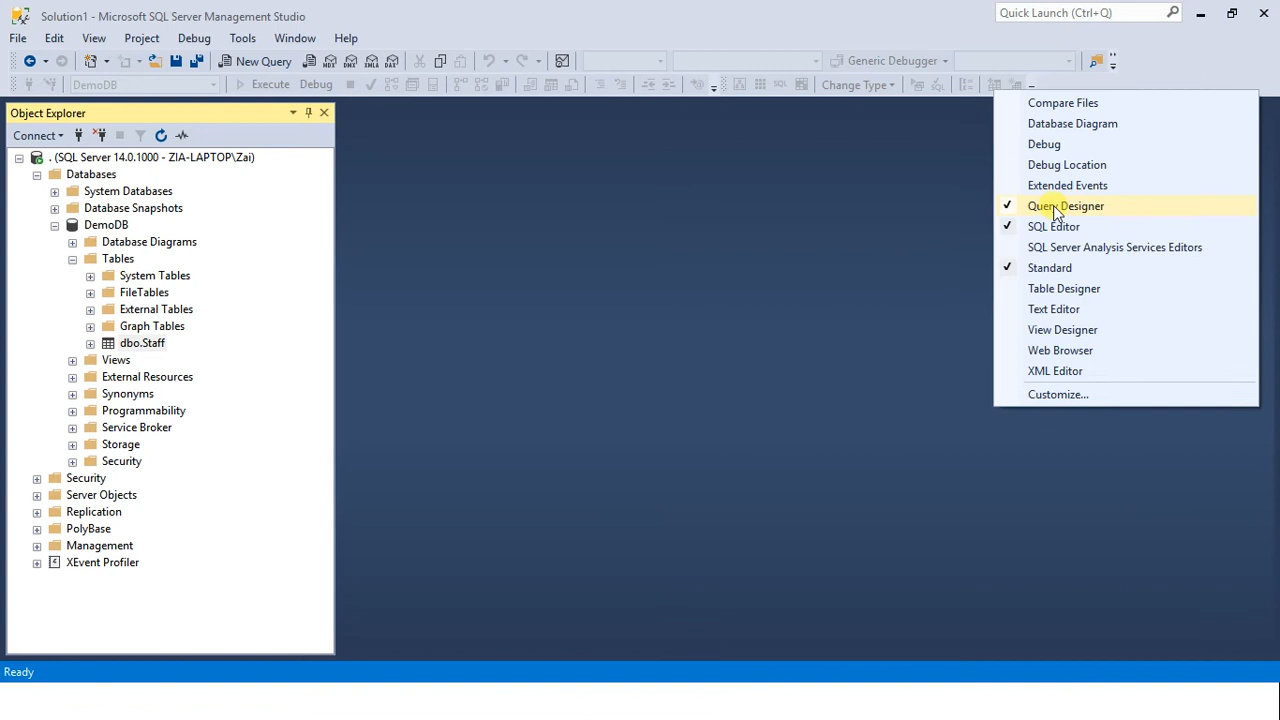 Solution1 - Microsoft SQL Server Management Studio
Quick Launch (Ctrl+Q)
File Edit View Project Debug Tools Window Help
New Query MDX DMX XMLA DAX Generic Debugger
DemoDB Execute Debug SQL Change Type
Object Explorer
Connect
. (SQL Server 14.0.1000 - ZIA-LAPTOP\Zai)
Databases
System Databases
Database Snapshots
DemoDB
Database Diagrams
Tables
System Tables
FileTables
External Tables
Graph Tables
dbo.Staff
Views
External Resources
Synonyms
Programmability
Service Broker
Storage
Security
Security
Server Objects
Replication
PolyBase
Management
XEvent Profiler
Compare Files
Database Diagram
Debug
Debug Location
Extended Events
Query Designer
SQL Editor
SQL Server Analysis Services Editors
Standard
Table Designer
Text Editor
View Designer
Web Browser
XML Editor
Customize...
Ready